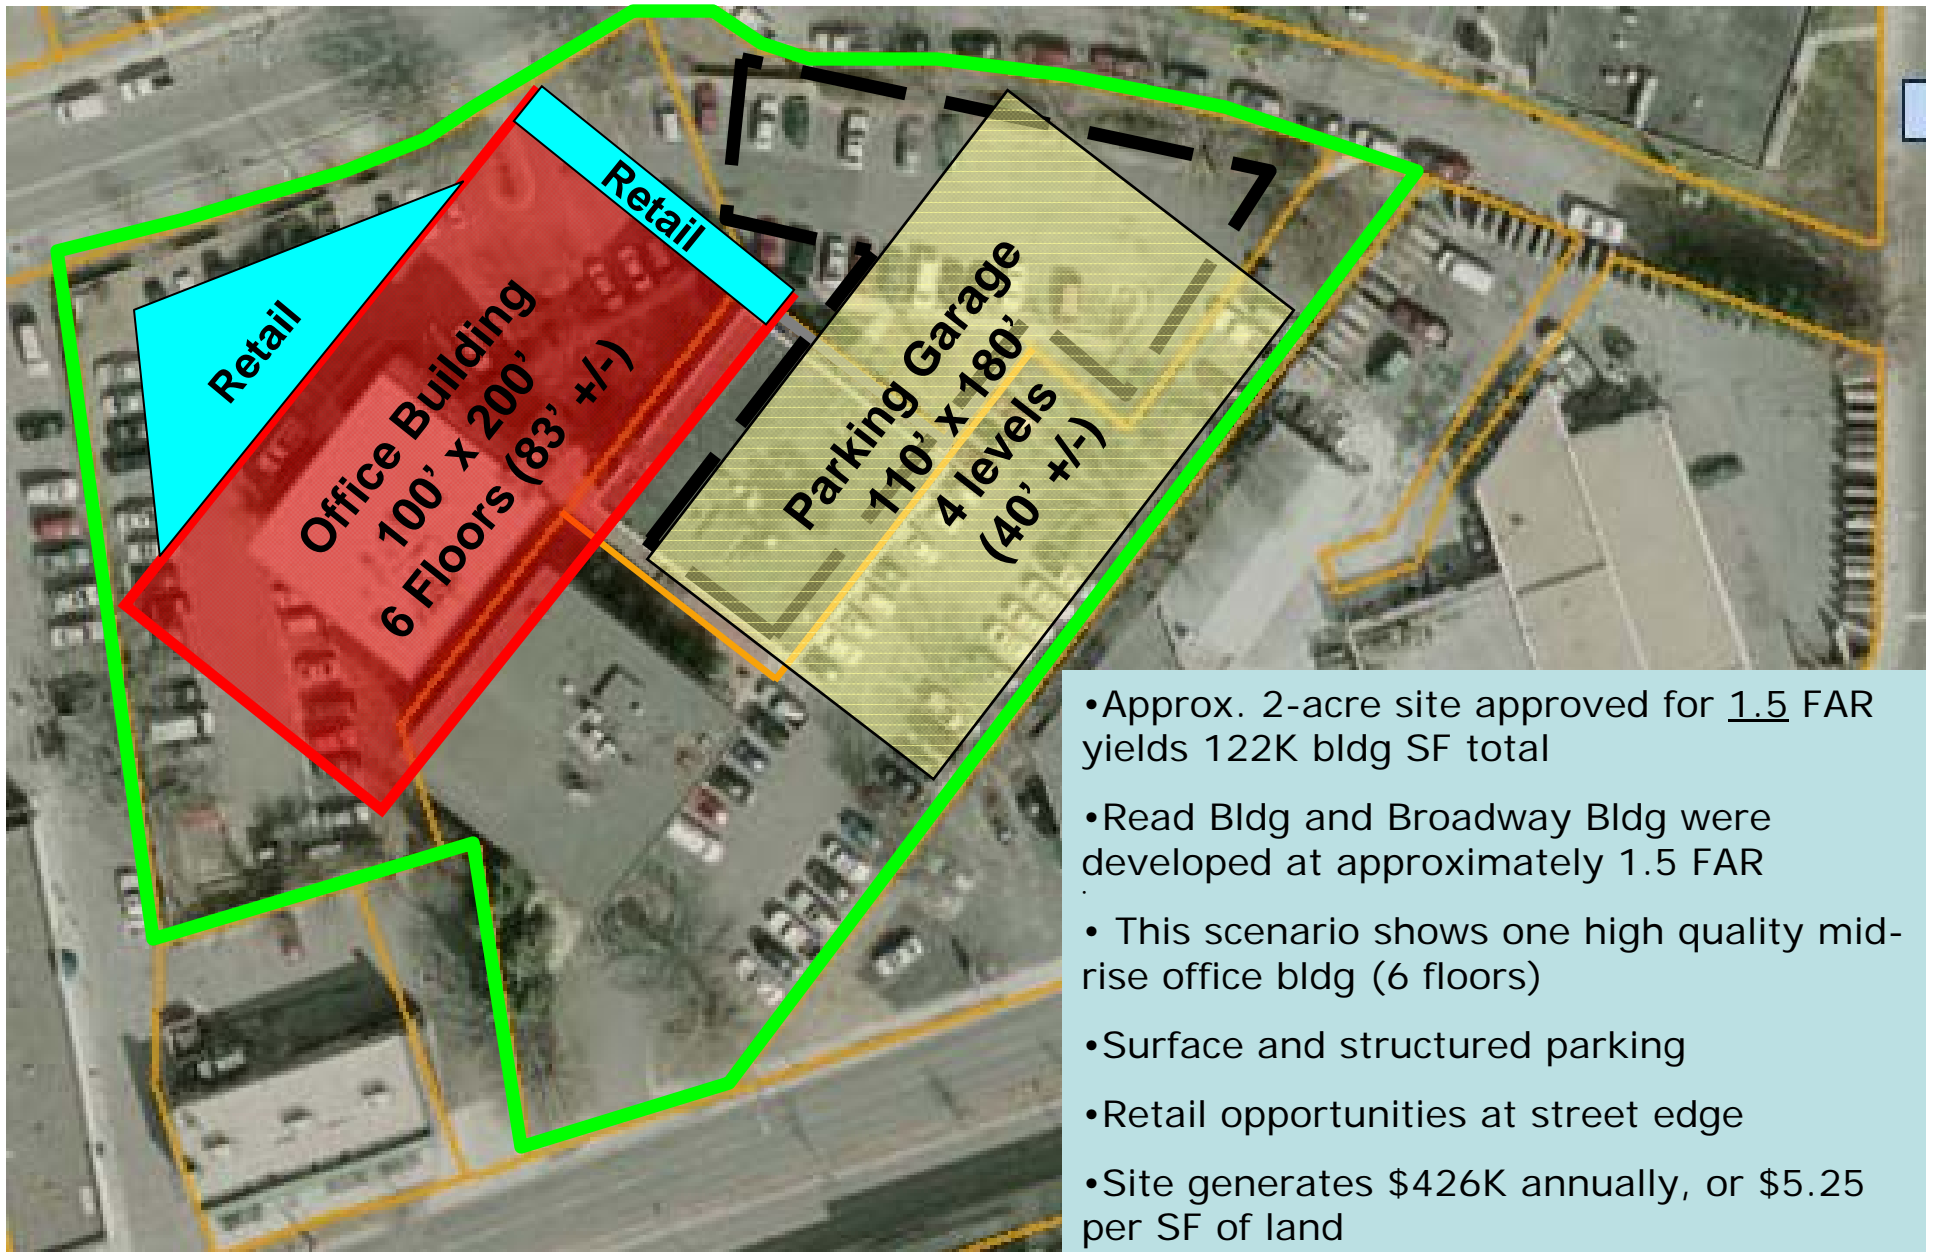 Retail
Retail
Office Building
100’ x 200’
6 Floors (83’ +/-)
Parking Garage
110’ x 180’
4 levels
(40’ +/-)
•Approx. 2-acre site approved for 1.5 FAR
yields 122K bldg SF total
•Read Bldg and Broadway Bldg were
developed at approximately 1.5 FAR
.
• This scenario shows one high quality mid-
rise office bldg (6 floors)
•Surface and structured parking
•Retail opportunities at street edge
•Site generates $426K annually, or $5.25
per SF of land